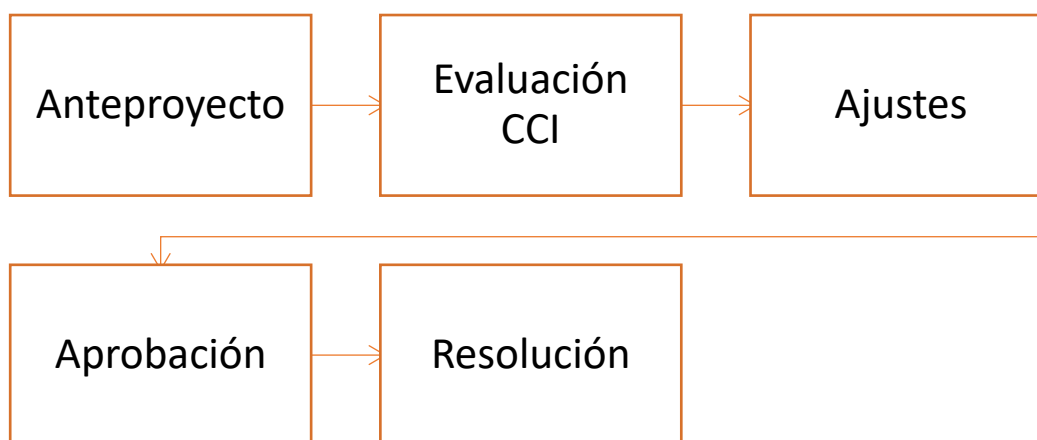 Anteproyecto
Evaluación
CCI
Ajustes
Aprobación
Resolución